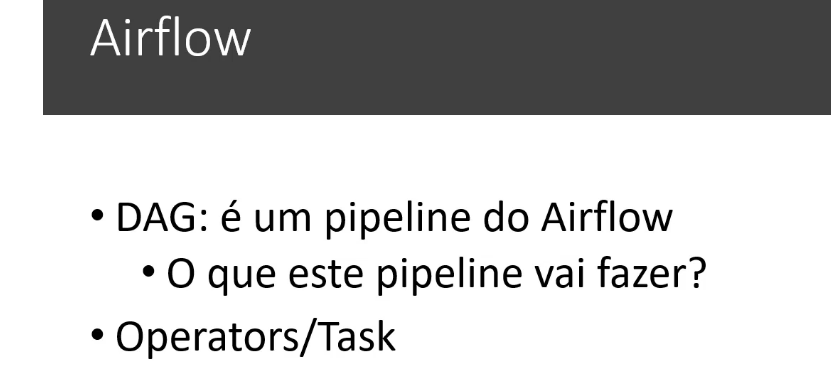 Airflow
• DAG: é um pipeline do Airflow
• O que este pipeline vai fazer?
• Operators/Task